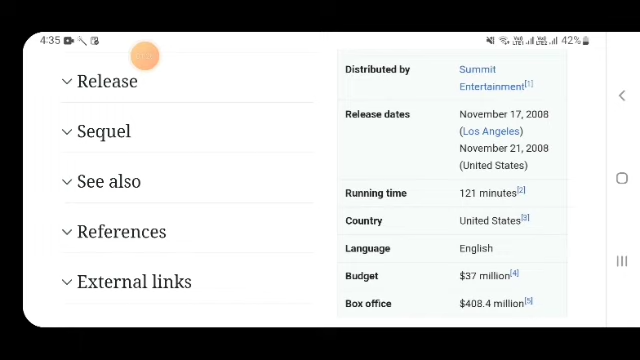 4:35
42%
Release
Sequel
See also
References
External links
Distributed by Summit
Entertainment[1]
Release dates November 17, 2008
(Los Angeles)
November 21, 2008
(United States)
Running time 121 minutes[2]
Country United States[3]
Language English
Budget $37 million[4]
Box office $408.4 million[5]